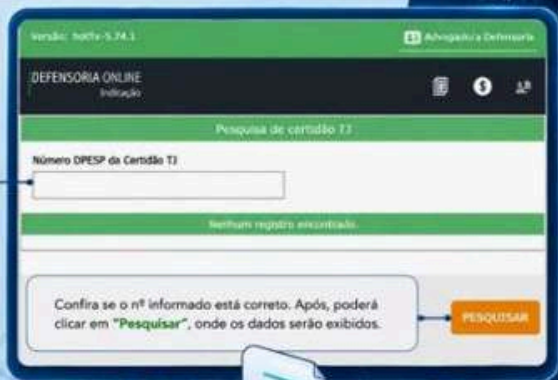 Versão: hotfix-5.74.1
Advogado/a Defensoria
DEFENSORIA ONLINE
Indicação
Pesquisa de certidão TJ
Número DPESP da Certidão TJ
Nenhum registro encontrado.
Confira se o nº informado está correto. Após, poderá
clicar em "Pesquisar", onde os dados serão exibidos.
PESQUISAR